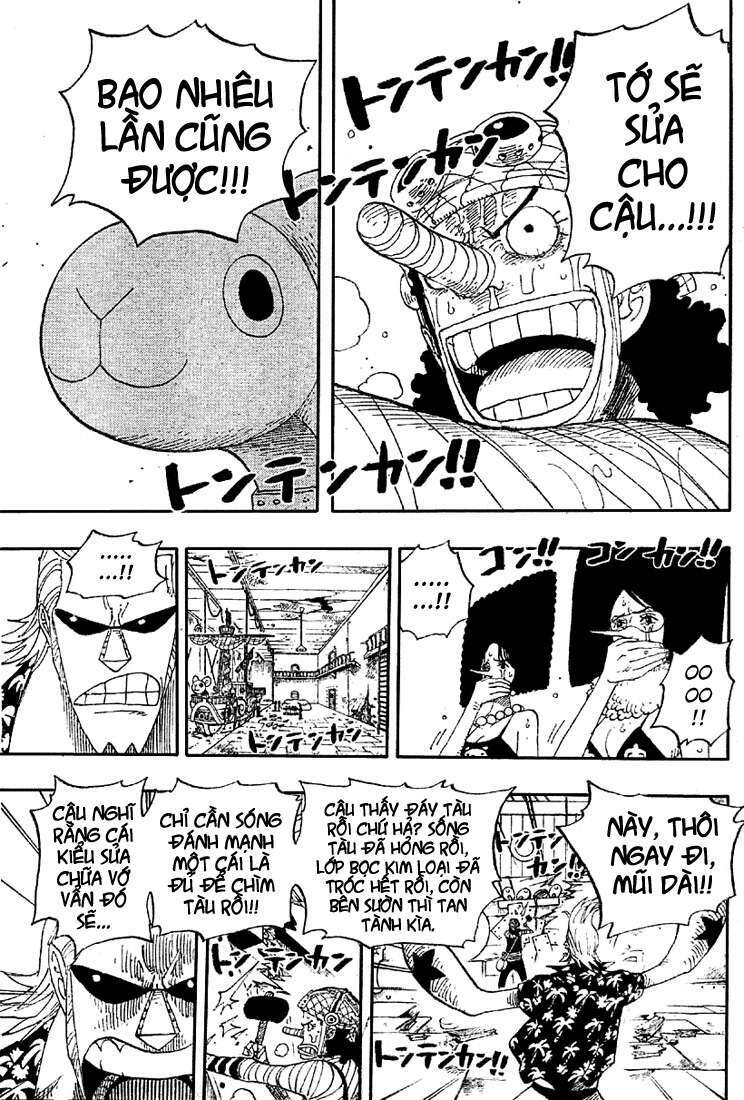 TỚ SẼ
SỬA
CHO
CẬU...!!!
トンテンカン!!
トンテンカン
BAO NHIÊU
LẦN CŨNG
ĐƯỢC!!!
トンテンカン!!
コンカン!!
コン!!
......
...!!
OO
OO
!!
トンテンカン
トンテンカン
......
...!!
NÀY, THÔI
NGAY ĐI,
MŨI DÀI!!
トンテンカン!!
トンテンカン!!
CẬU THẤY ĐÁY TÀU
RỒI CHỨ HẢ? SỐNG
TÀU ĐÃ HỎNG RỒI,
LỚP BỌC KIM LOẠI ĐÃ
TRÓC HẾT RỒI, CÒN
BÊN SƯỜN THÌ TAN
TÀNH KÌA.
CHỈ CẦN SÓNG
ĐÁNH MẠNH
MỘT CÁI LÀ
ĐỦ ĐỂ CHÌM
TÀU RỒI!!!
トンテンカン
CẬU NGHĨ
RẰNG CÁI
KIỂU SỬA
CHỮA VỚ
VẨN ĐÓ
SẼ...